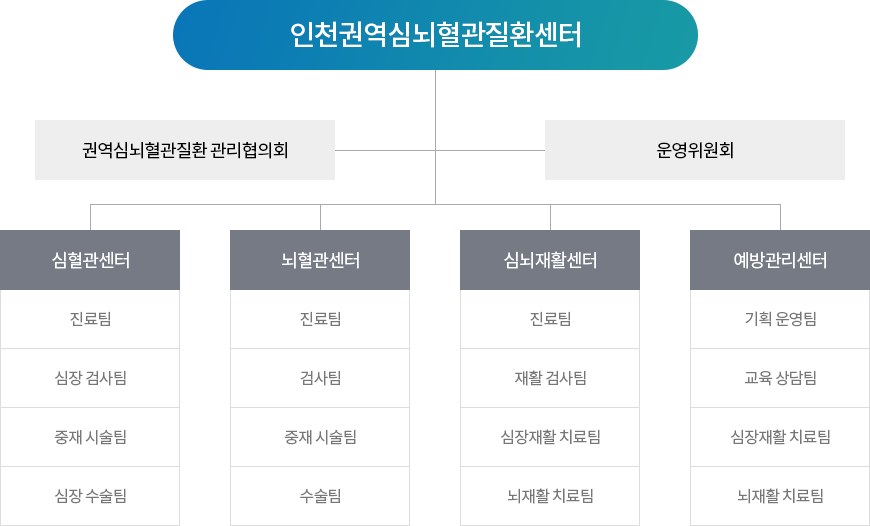 인천권역심뇌혈관질환센터
권역심뇌혈관질환 관리협의회
운영위원회
심혈관센터
진료팀
심장 검사팀
중재 시술팀
심장 수술팀
뇌혈관센터
진료팀
검사팀
중재 시술팀
수술팀
심뇌재활센터
진료팀
재활 검사팀
심장재활 치료팀
뇌재활 치료팀
예방관리센터
기획 운영팀
교육 상담팀
심장재활 치료팀
뇌재활 치료팀